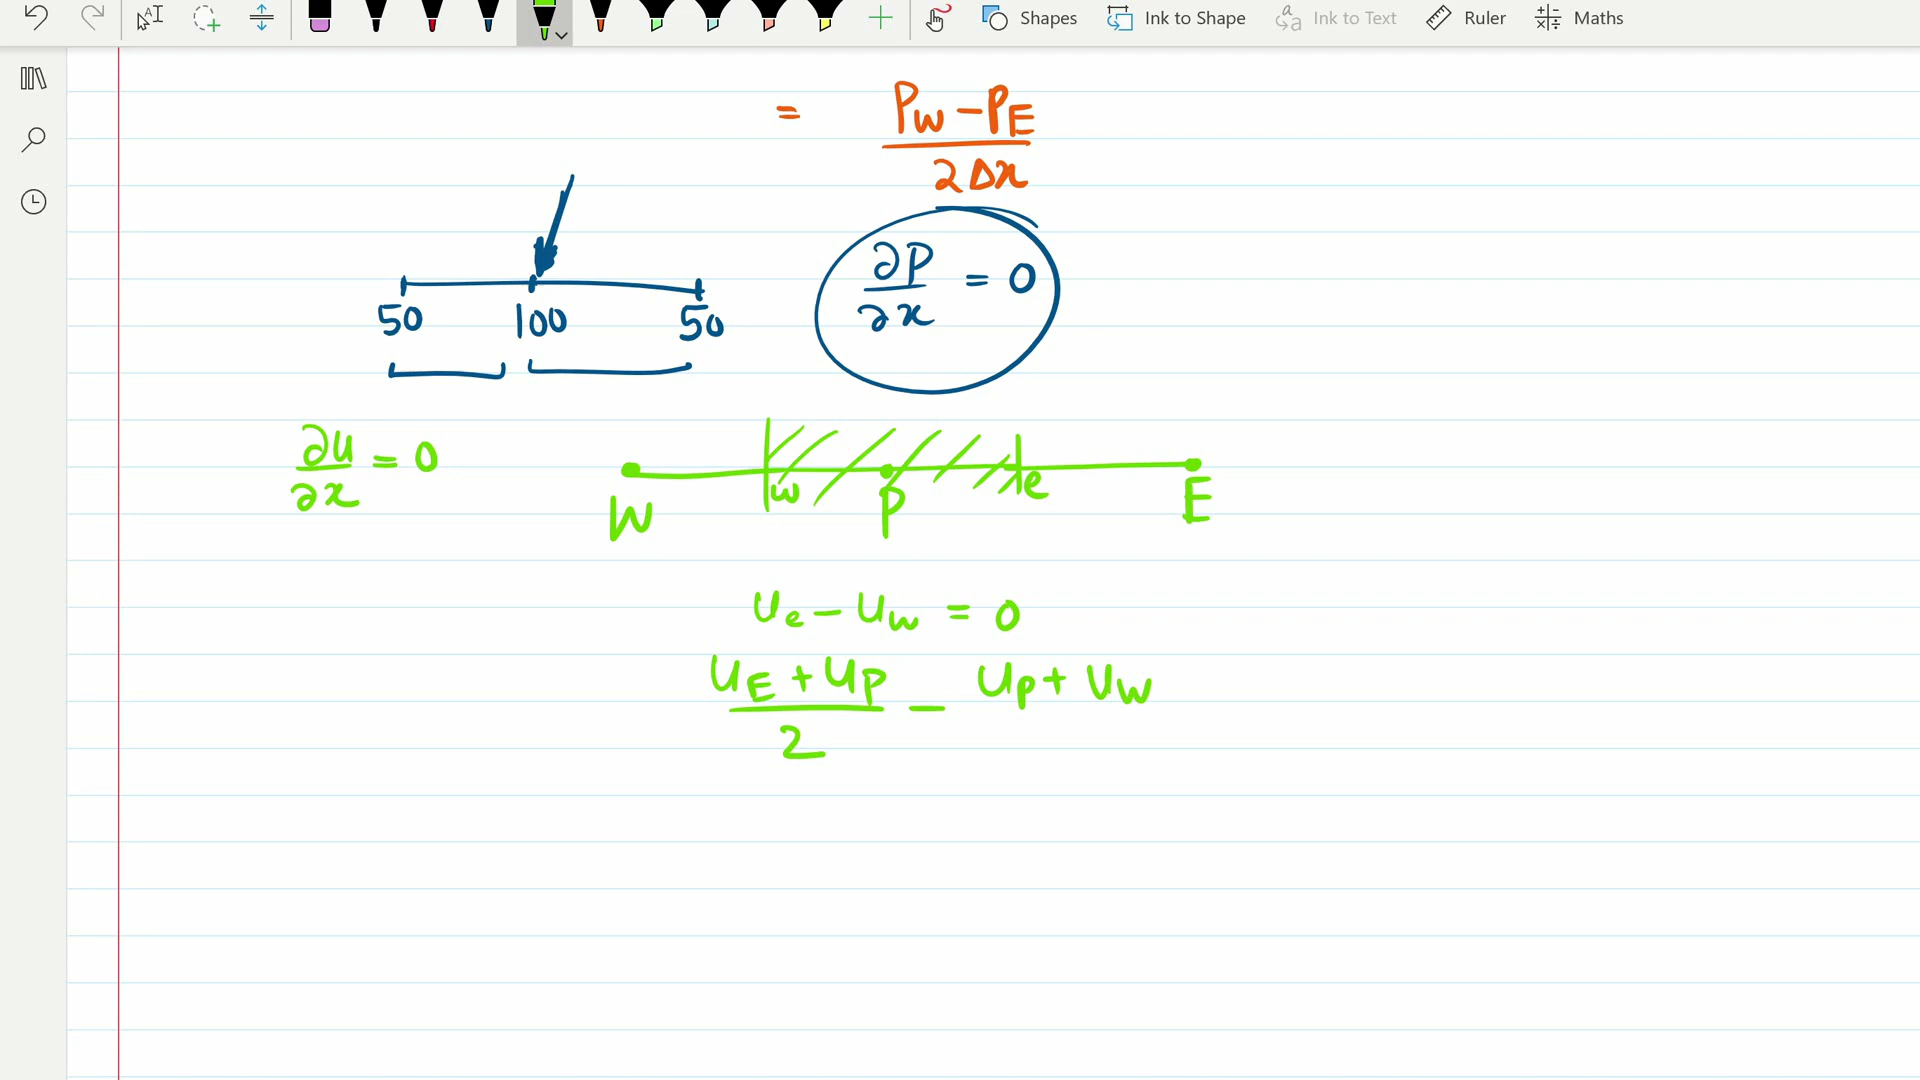 Shapes Ink to Shape Ink to Text Ruler Maths
= PW - PE
2Δx
∂P/∂x = 0
50 100 50
∂u/∂x = 0
W w P e E
ue - uw = 0
uE + uP - uP + uW
2